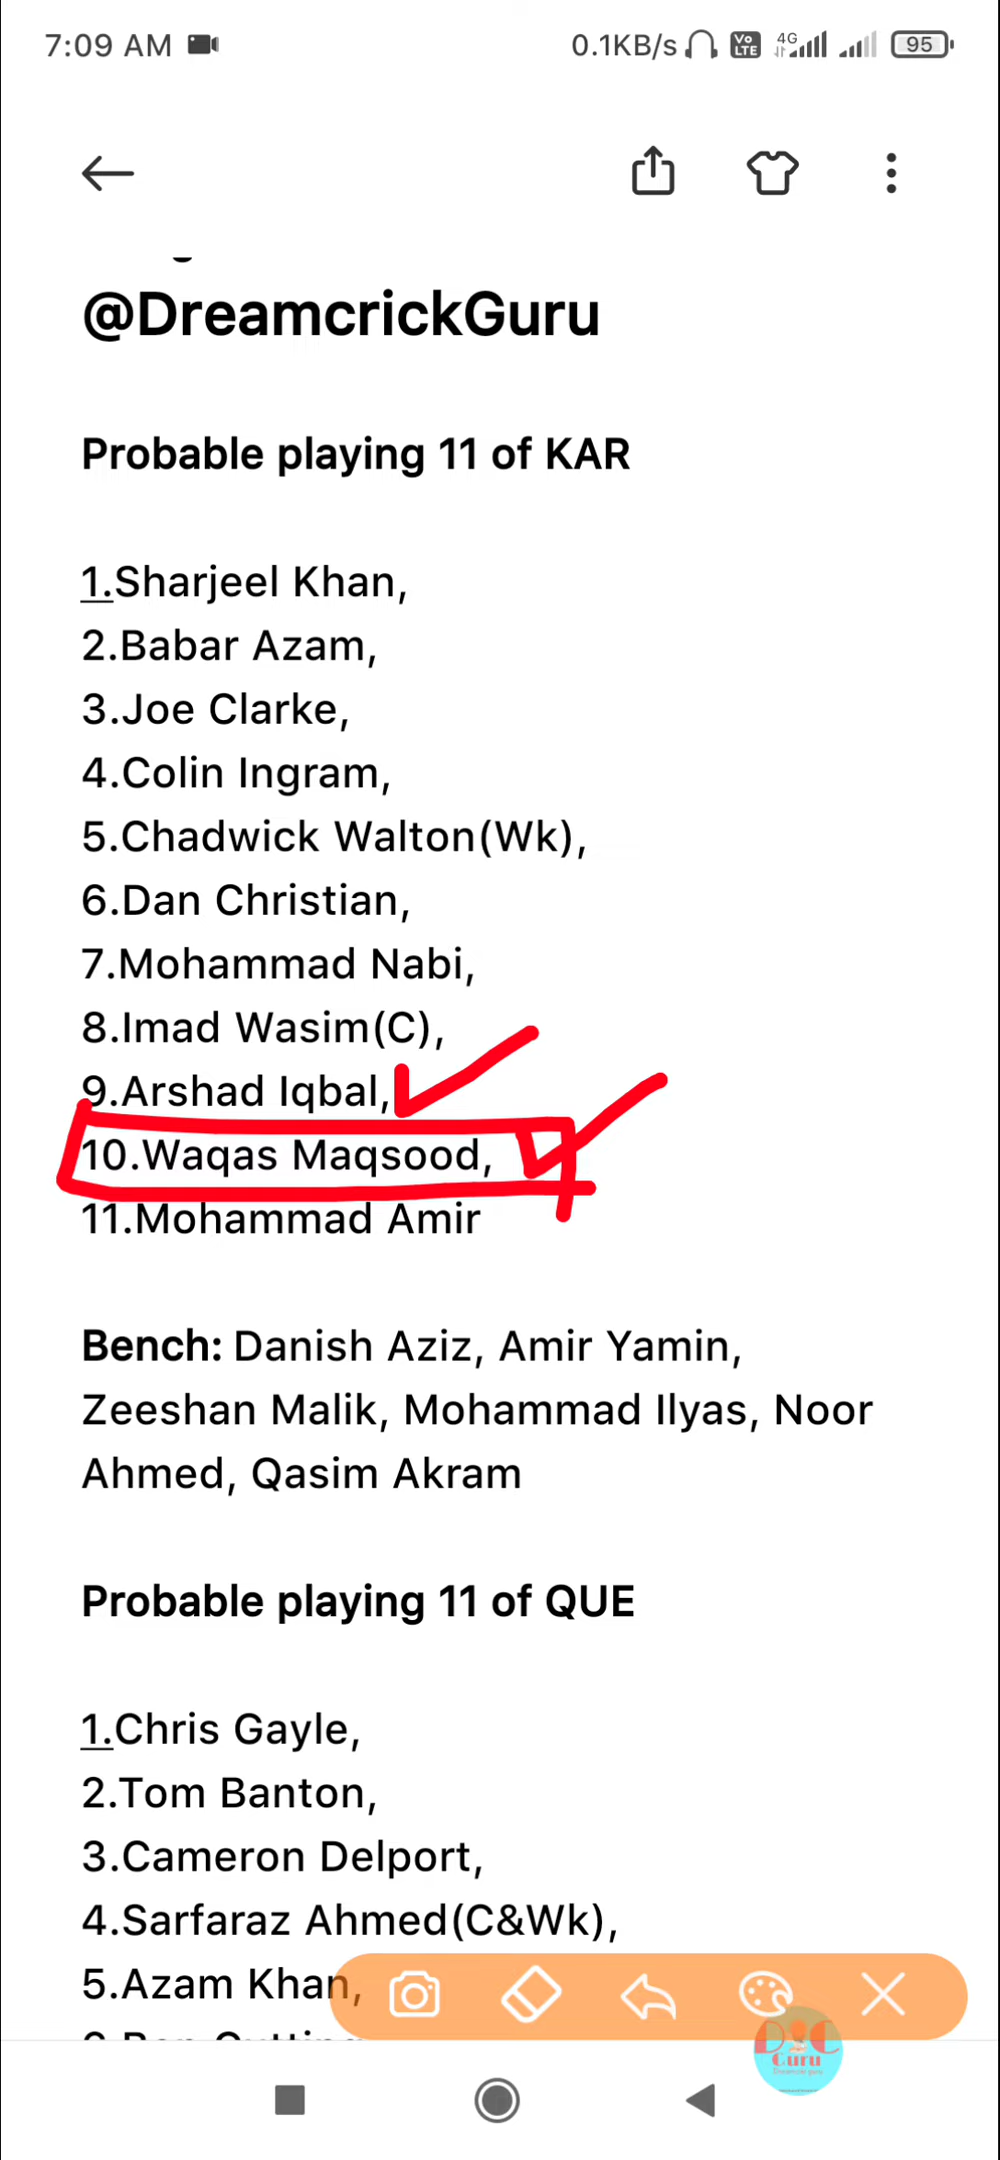 7:09 AM 0.1KB/s Vo LTE 4G 95
@DreamcrickGuru
Probable playing 11 of KAR
1.Sharjeel Khan,
2.Babar Azam,
3.Joe Clarke,
4.Colin Ingram,
5.Chadwick Walton(Wk),
6.Dan Christian,
7.Mohammad Nabi,
8.Imad Wasim(C),
9.Arshad Iqbal,
10.Waqas Maqsood,
11.Mohammad Amir
Bench: Danish Aziz, Amir Yamin,
Zeeshan Malik, Mohammad Ilyas, Noor
Ahmed, Qasim Akram
Probable playing 11 of QUE
1.Chris Gayle,
2.Tom Banton,
3.Cameron Delport,
4.Sarfaraz Ahmed(C&Wk),
5.Azam Khan,
Guru